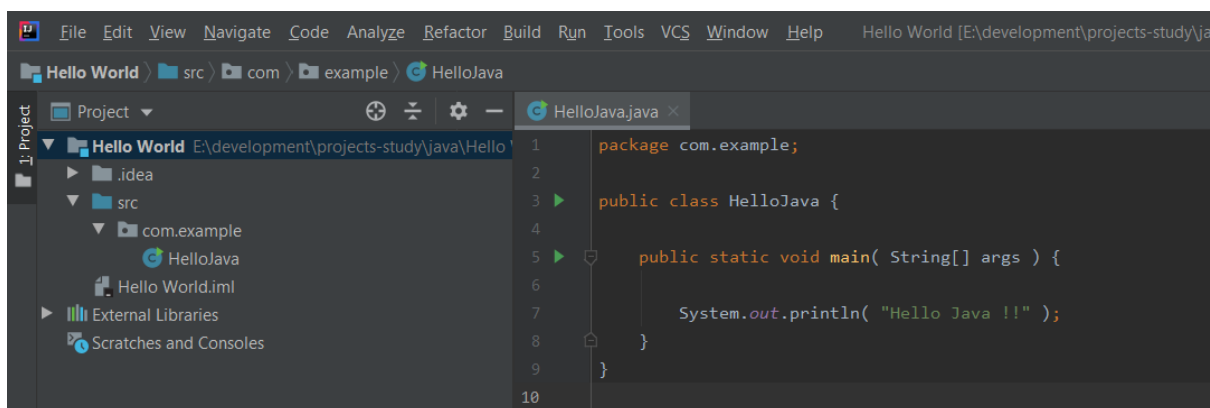 File Edit View Navigate Code Analyze Refactor Build Run Tools VCS Window Help Hello World [E:\development\projects-study\ja
Hello World src com example HelloJava
1: Project
Project
HelloJava.java
Hello World E:\development\projects-study\java\Hello
.idea
src
com.example
HelloJava
Hello World.iml
External Libraries
Scratches and Consoles
1 package com.example;
2
3 public class HelloJava {
4
5 public static void main( String[] args ) {
6
7 System.out.println( "Hello Java !!" );
8 }
9 }
10